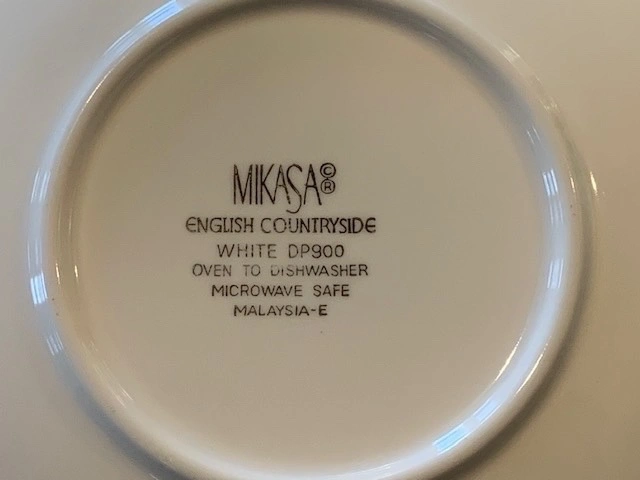 MIKASA©®
ENGLISH COUNTRYSIDE
WHITE DP900
OVEN TO DISHWASHER
MICROWAVE SAFE
MALAYSIA-E